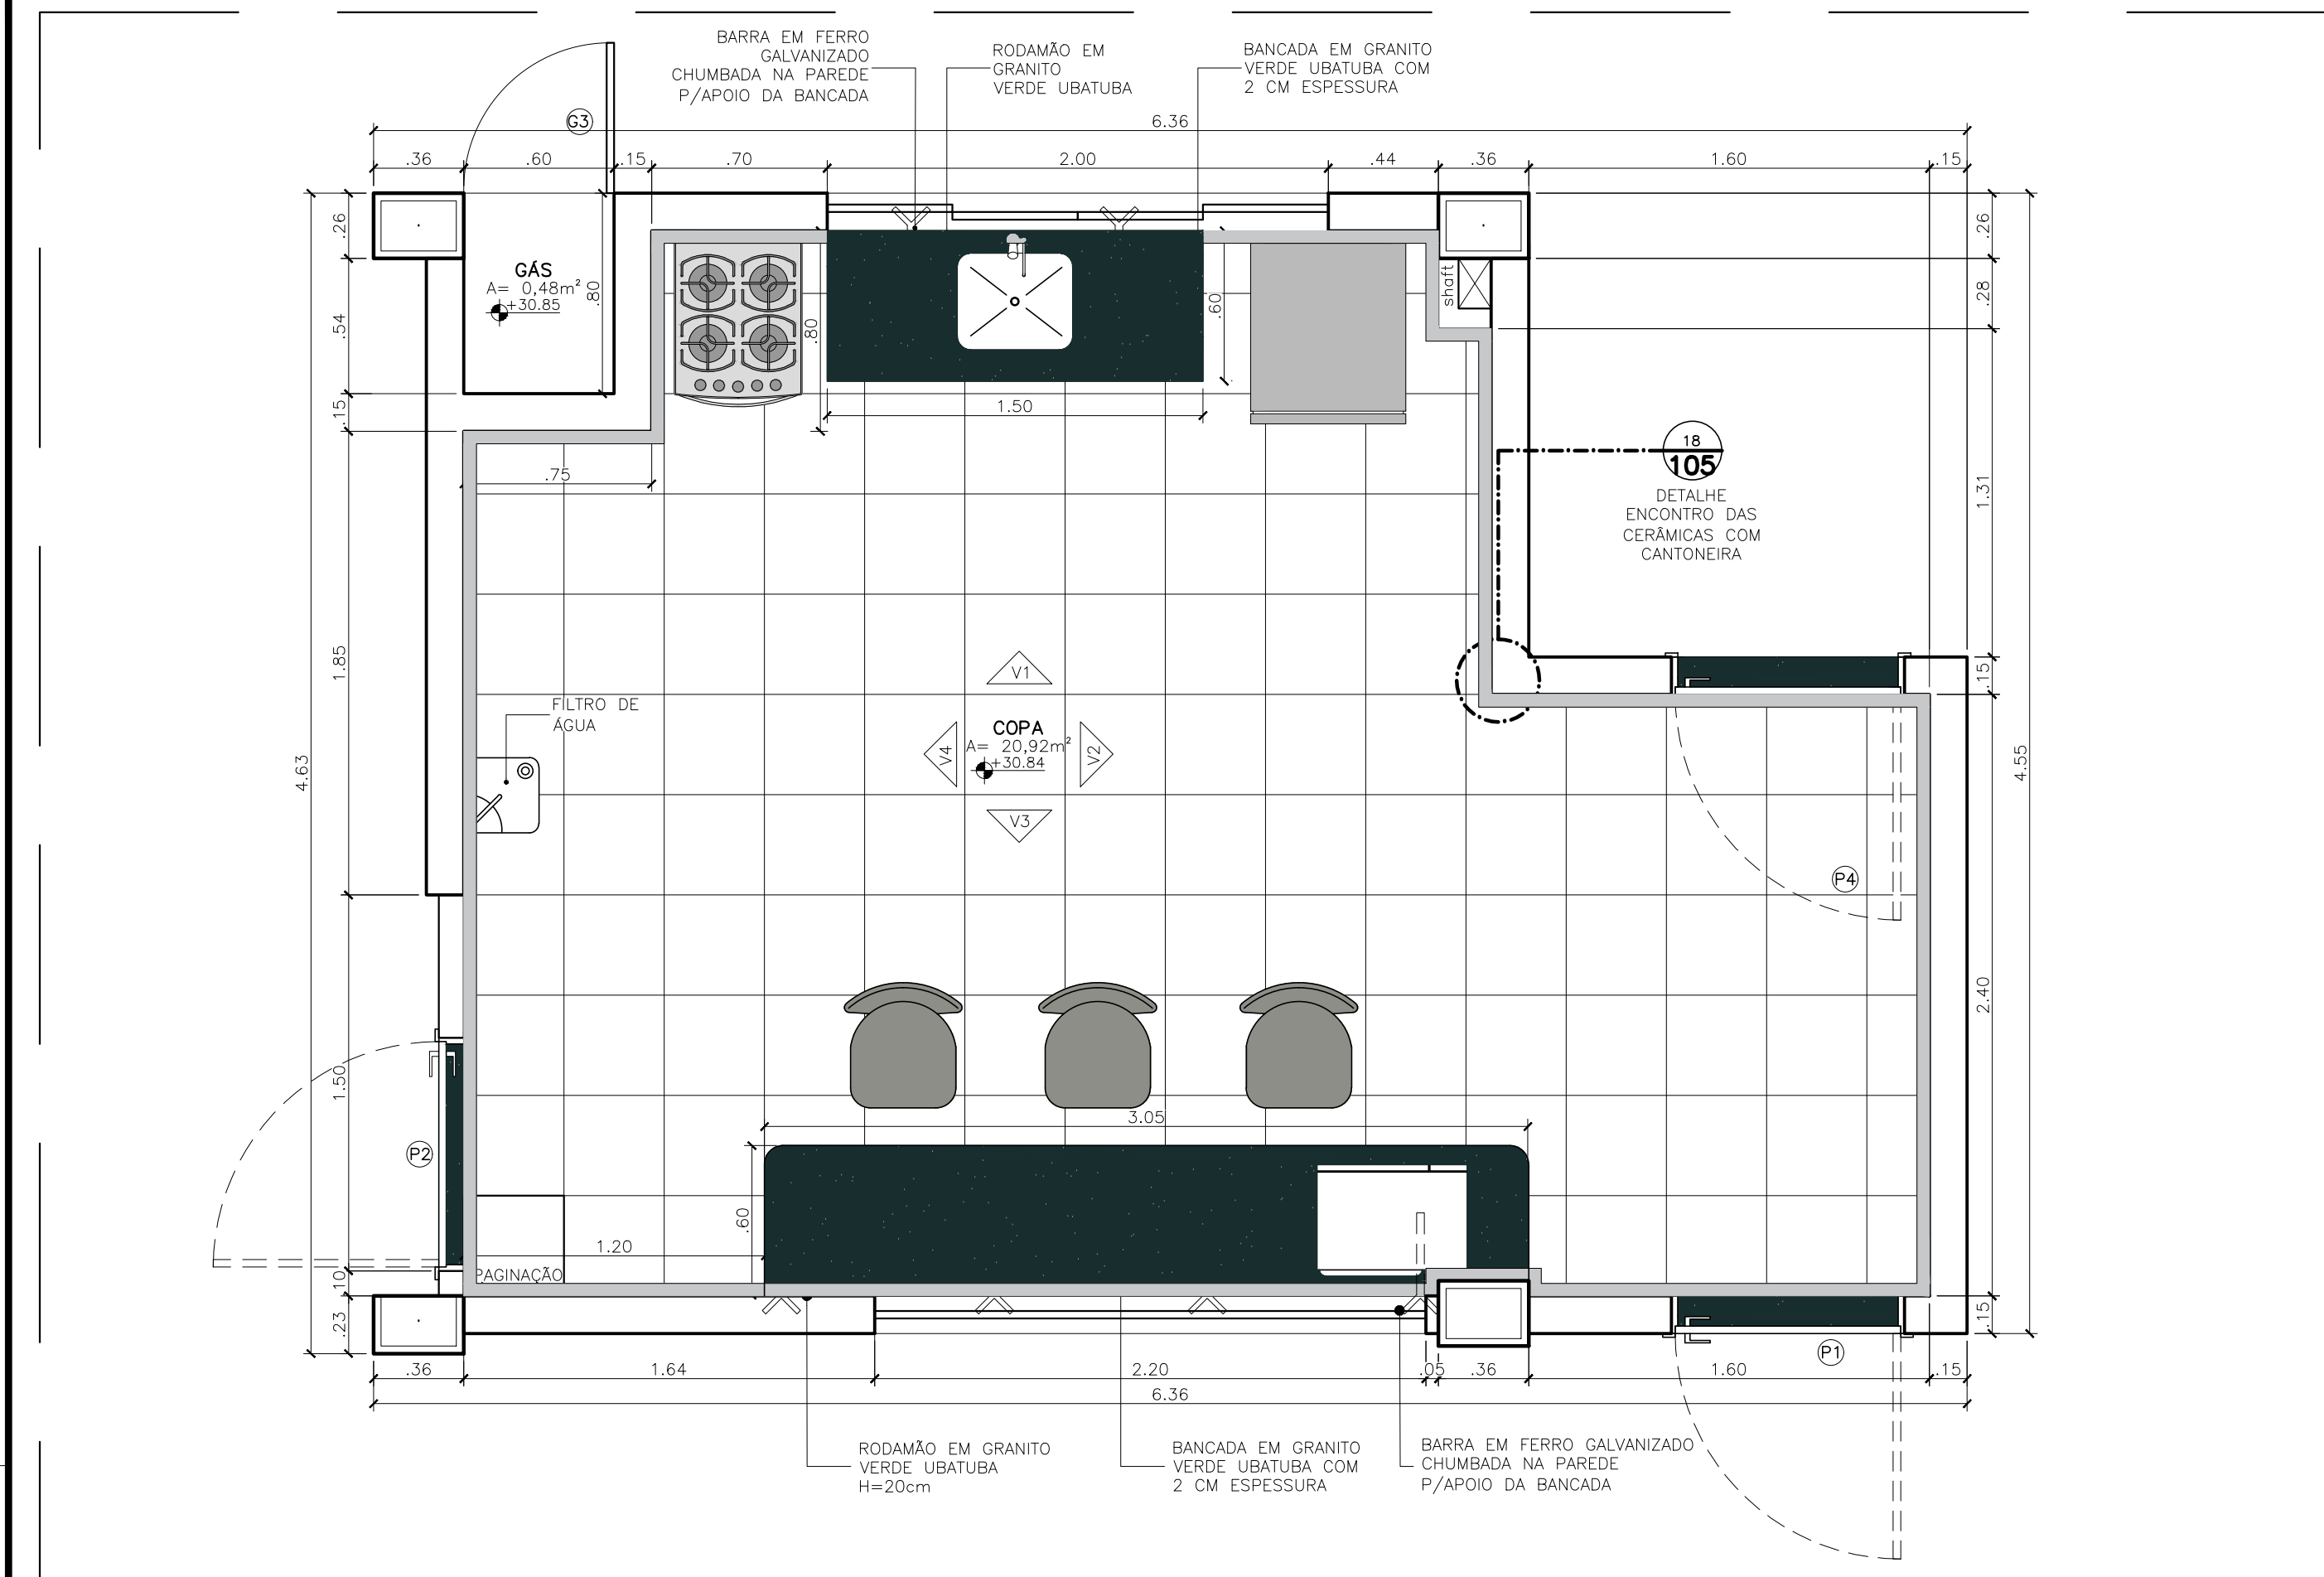 BARRA EM FERRO
GALVANIZADO
CHUMBADA NA PAREDE
P/APOIO DA BANCADA
RODAMÃO EM
GRANITO
VERDE UBATUBA
BANCADA EM GRANITO
VERDE UBATUBA COM
2 CM ESPESSURA
G3
6.36
.36
.60
.15
.70
2.00
.44
.36
1.60
.15
.26
.54
.15
1.85
4.63
1.50
.10
.23
GÁS
A= 0,48m²
+30.85
.80
.80
.60
1.50
.75
shaft
.26
.28
1.31
.15
2.40
4.55
.15
18
105
DETALHE
ENCONTRO DAS
CERÂMICAS COM
CANTONEIRA
FILTRO DE
ÁGUA
V1
COPA
A= 20,92m²
+30.84
V4
V2
V3
P4
P2
3.05
.60
1.20
PAGINAÇÃO
P1
.36
1.64
2.20
.05
.36
1.60
.15
6.36
RODAMÃO EM GRANITO
VERDE UBATUBA
H=20cm
BANCADA EM GRANITO
VERDE UBATUBA COM
2 CM ESPESSURA
BARRA EM FERRO GALVANIZADO
CHUMBADA NA PAREDE
P/APOIO DA BANCADA